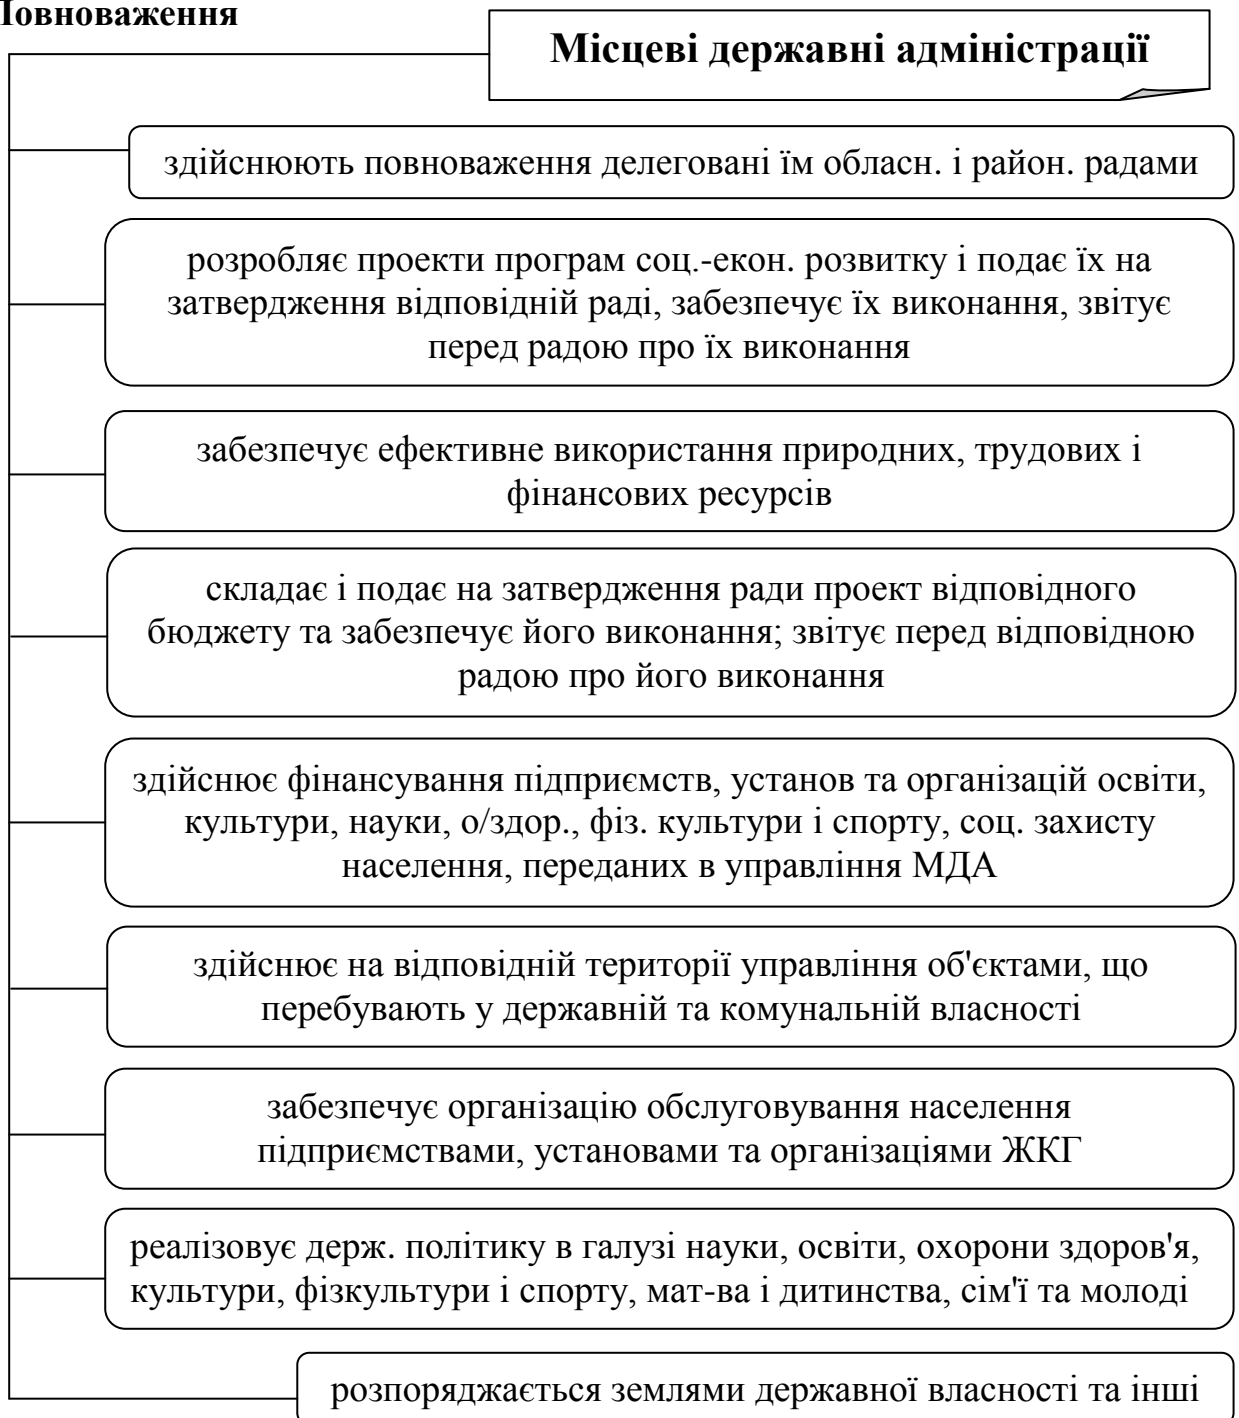 Повноваження
Місцеві державні адміністрації
здійснюють повноваження делеговані їм обласн. і район. радами
розробляє проекти програм соц.-екон. розвитку і подає їх на
затвердження відповідній раді, забезпечує їх виконання, звітує
перед радою про їх виконання
забезпечує ефективне використання природних, трудових і
фінансових ресурсів
складає і подає на затвердження ради проект відповідного
бюджету та забезпечує його виконання; звітує перед відповідною
радою про його виконання
здійснює фінансування підприємств, установ та організацій освіти,
культури, науки, о/здор., фіз. культури і спорту, соц. захисту
населення, переданих в управління МДА
здійснює на відповідній території управління об'єктами, що
перебувають у державній та комунальній власності
забезпечує організацію обслуговування населення
підприємствами, установами та організаціями ЖКГ
реалізовує держ. політику в галузі науки, освіти, охорони здоров'я,
культури, фізкультури і спорту, мат-ва і дитинства, сім'ї та молоді
розпоряджається землями державної власності та інші